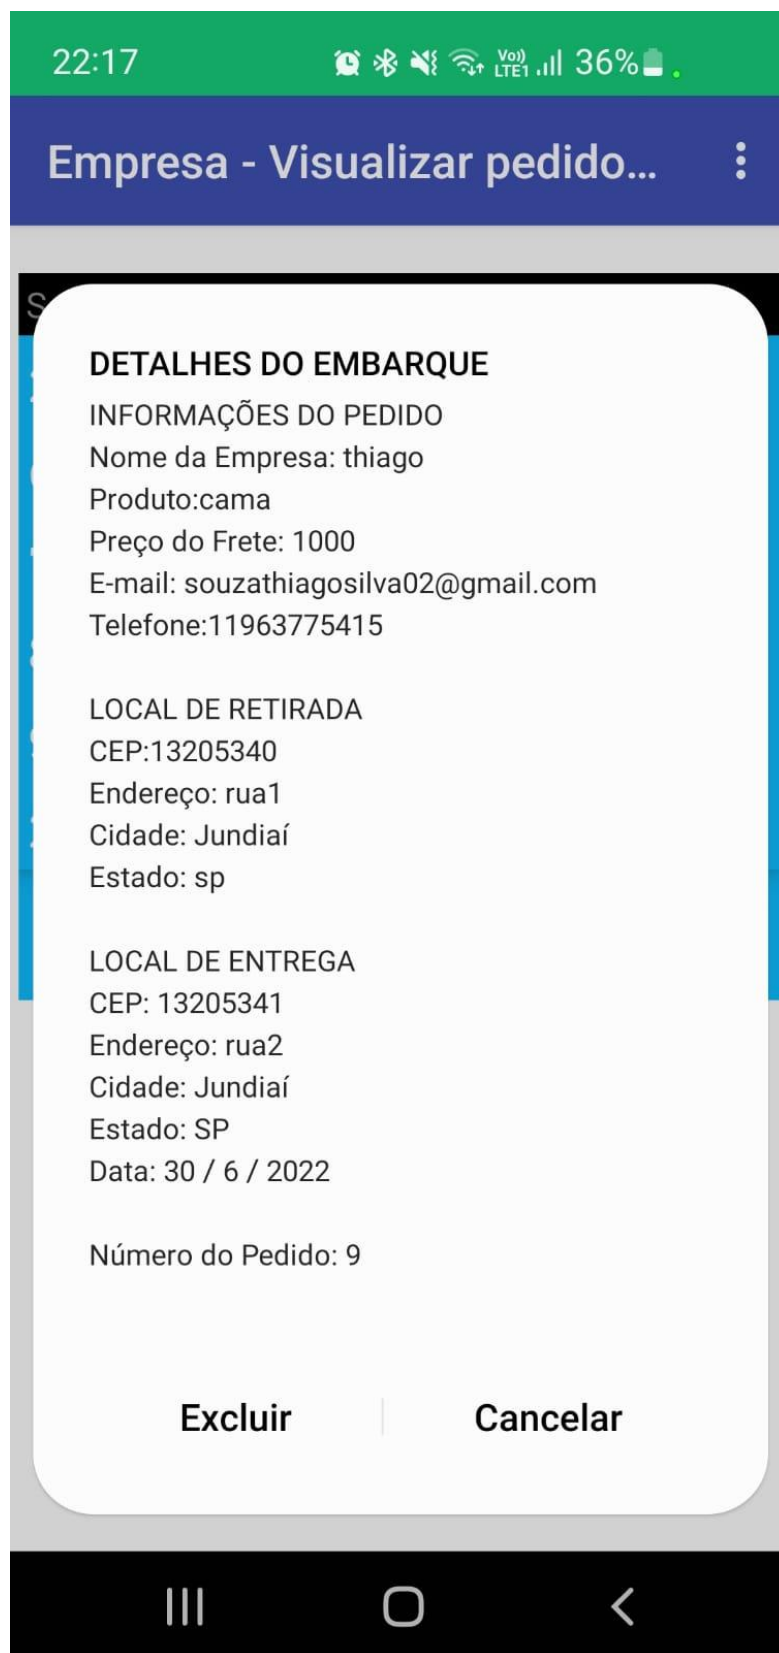 22:17
Vo)) LTE1 36%
Empresa - Visualizar pedido...
S
DETALHES DO EMBARQUE
INFORMAÇÕES DO PEDIDO
Nome da Empresa: thiago
Produto:cama
Preço do Frete: 1000
E-mail: souzathiagosilva02@gmail.com
Telefone:11963775415
LOCAL DE RETIRADA
CEP:13205340
Endereço: rua1
Cidade: Jundiaí
Estado: sp
LOCAL DE ENTREGA
CEP: 13205341
Endereço: rua2
Cidade: Jundiaí
Estado: SP
Data: 30 / 6 / 2022
Número do Pedido: 9
Excluir Cancelar